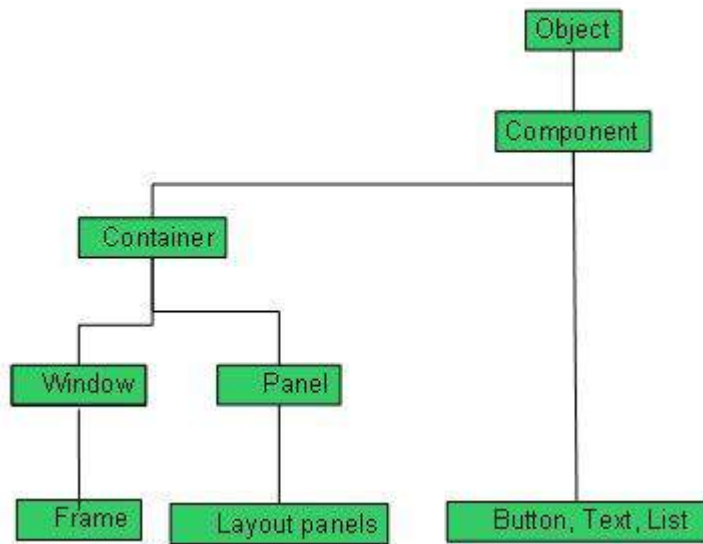 Object
Component
Container
Window
Panel
Frame
Layout panels
Button, Text, List